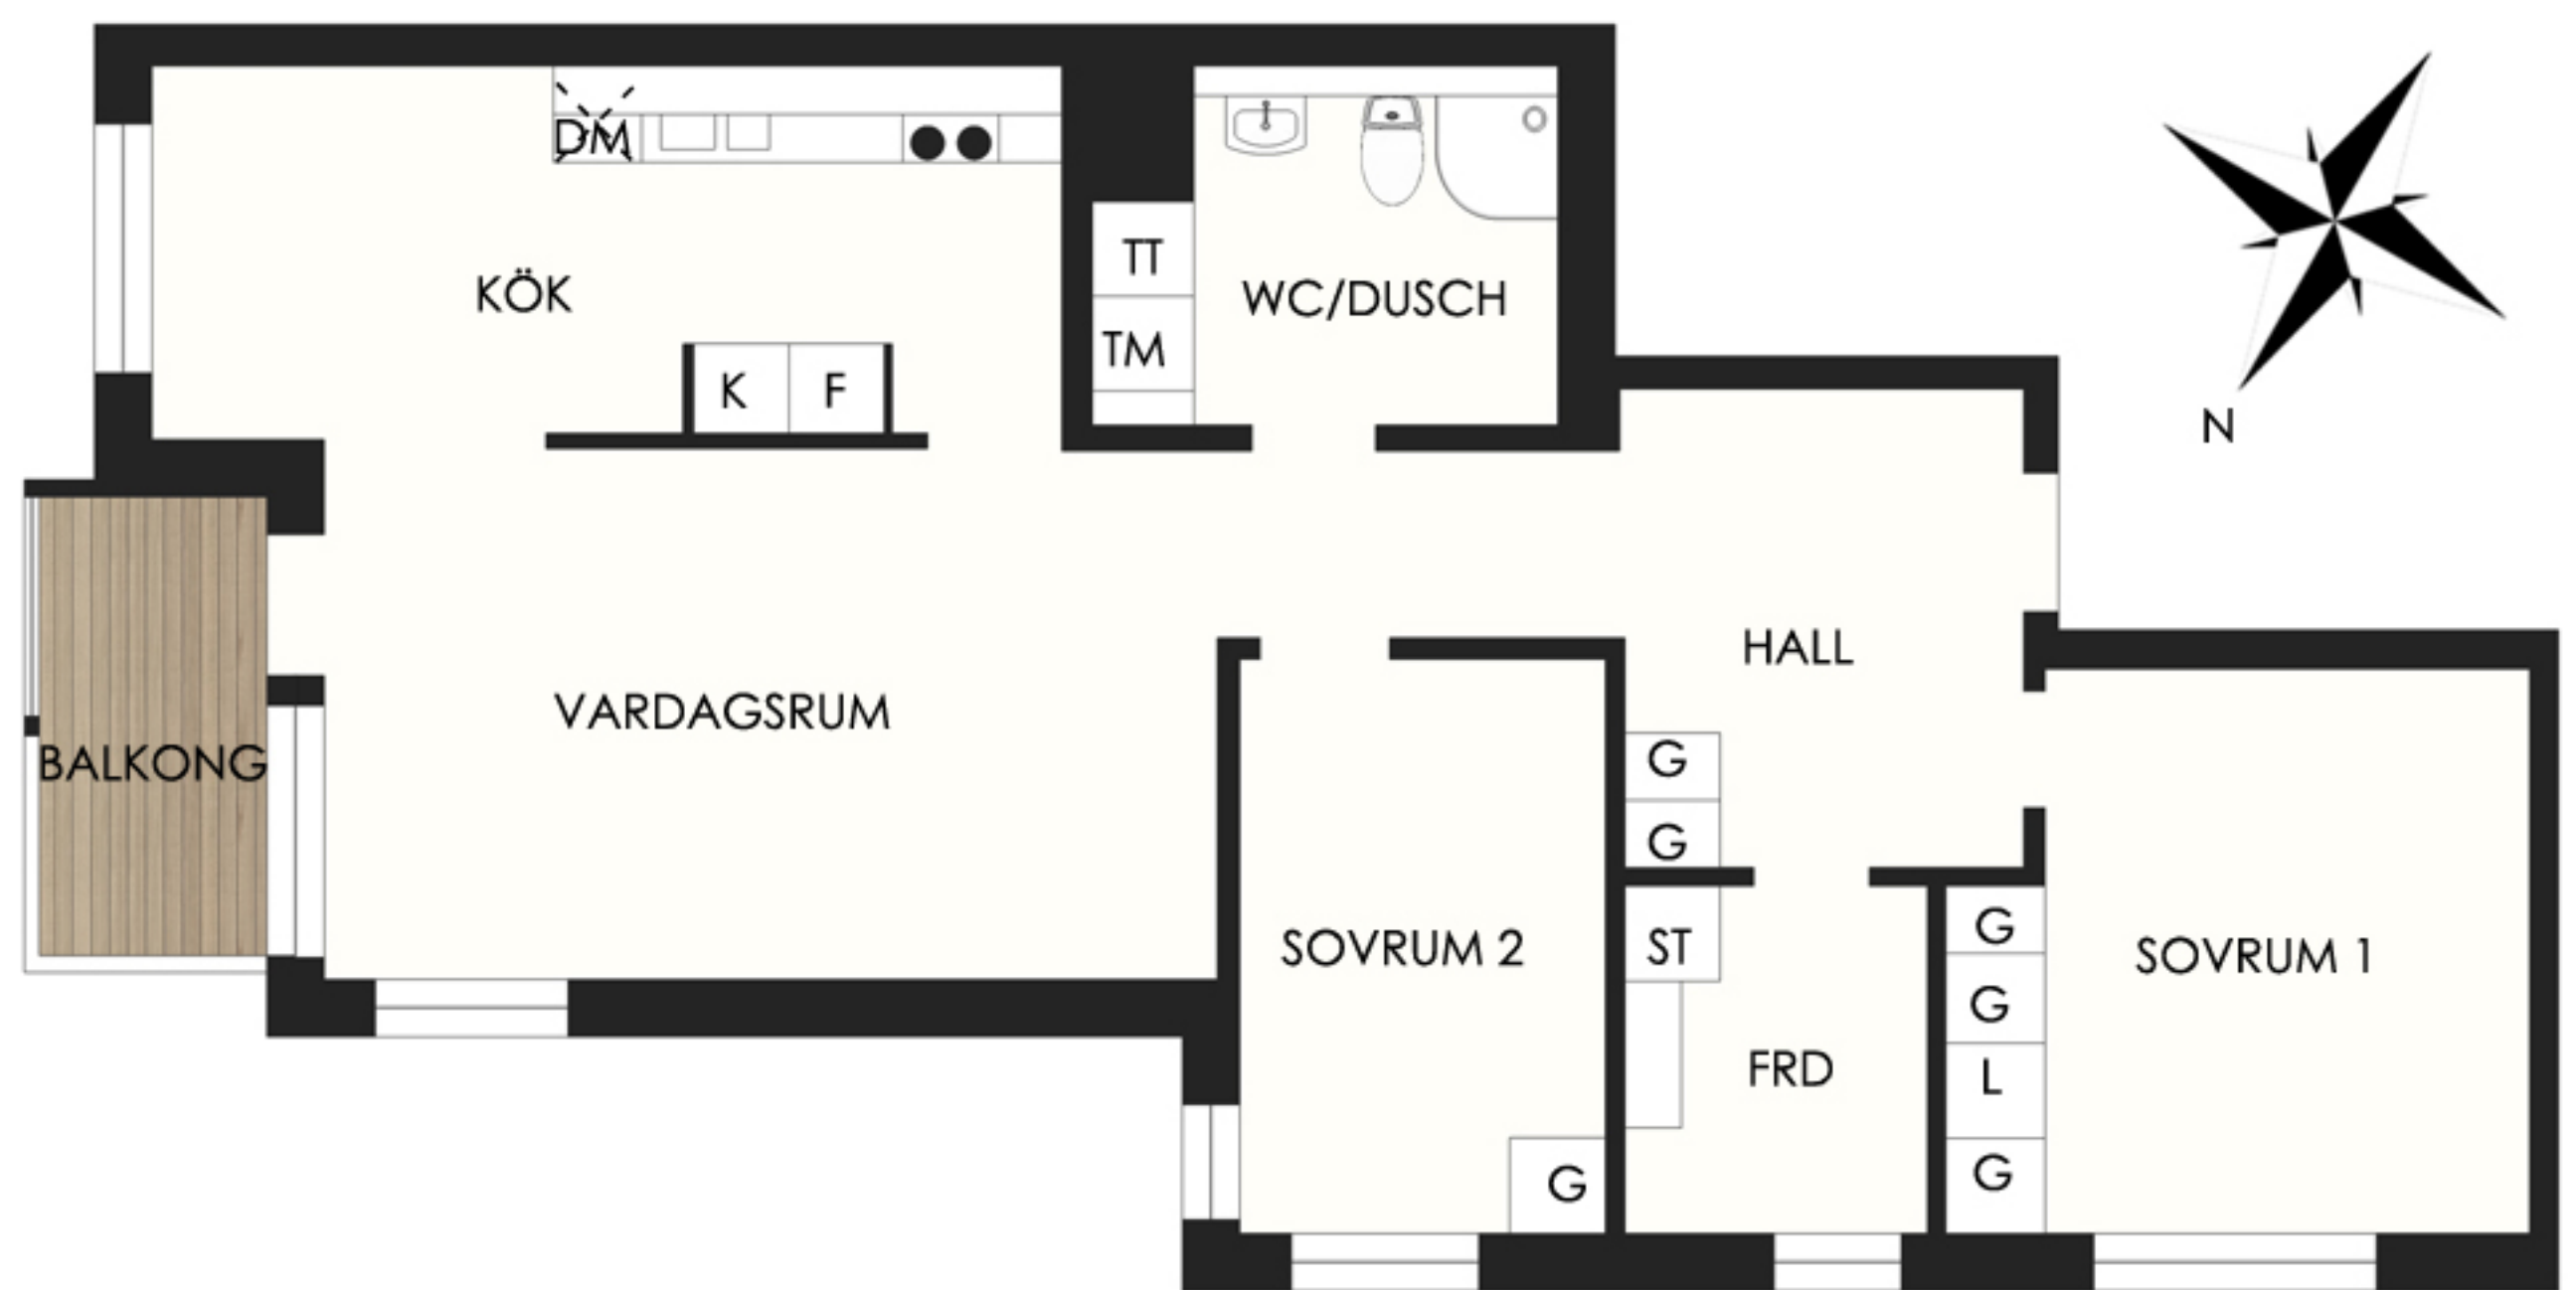 DM
KÖK
K
F
TT
TM
WC/DUSCH
N
BALKONG
VARDAGSRUM
HALL
G
G
SOVRUM 2
G
ST
FRD
G
G
L
G
SOVRUM 1